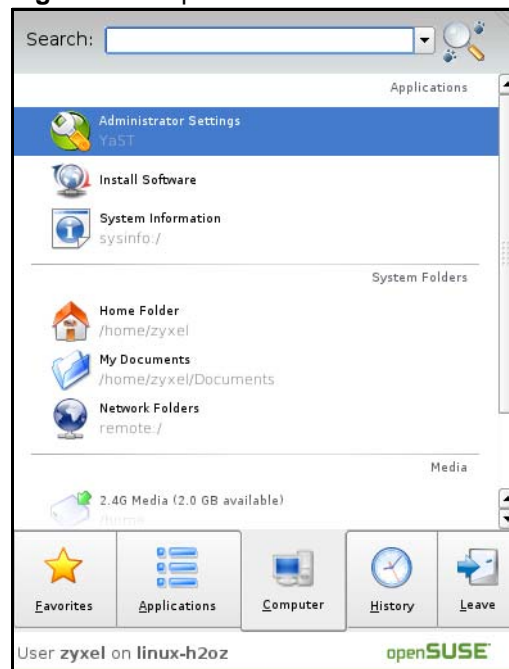 Search:
Applications
Administrator Settings
YaST
Install Software
System Information
sysinfo:/
System Folders
Home Folder
/home/zyxel
My Documents
/home/zyxel/Documents
Network Folders
remote:/
Media
2.4G Media (2.0 GB available)
/home
Favorites
Applications
Computer
History
Leave
User zyxel on linux-h2oz
openSUSE